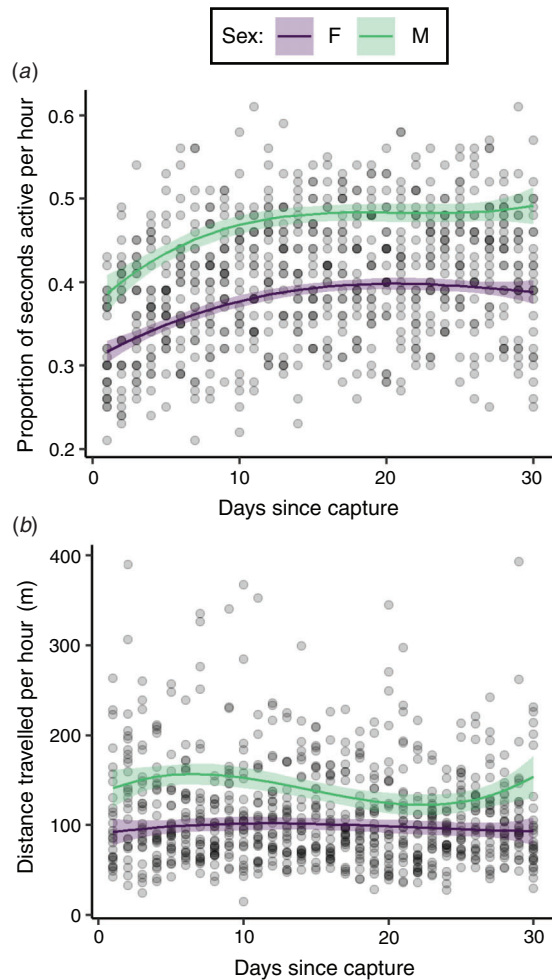 Sex: F M
(a)
Proportion of seconds active per hour
0.6
0.5
0.4
0.3
0.2
0 10 20 30
Days since capture
(b)
Distance travelled per hour (m)
400
300
200
100
0
0 10 20 30
Days since capture